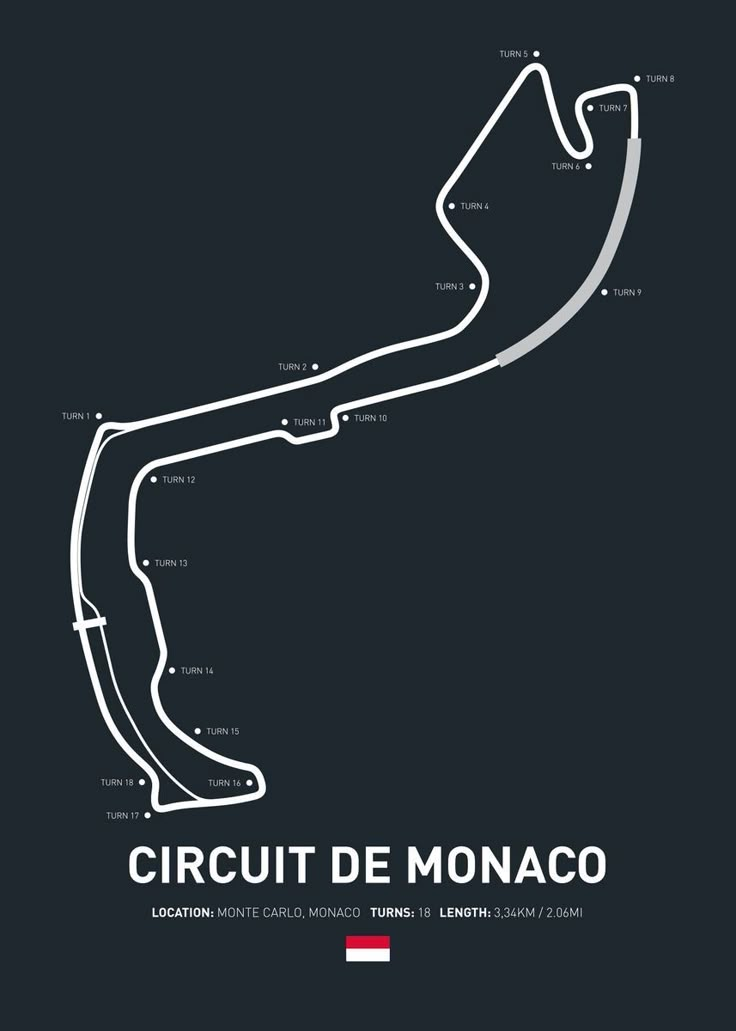 TURN 5
TURN 8
TURN 7
TURN 6
TURN 4
TURN 3
TURN 9
TURN 2
TURN 1
TURN 10
TURN 11
TURN 12
TURN 13
TURN 14
TURN 15
TURN 18
TURN 16
TURN 17
CIRCUIT DE MONACO
LOCATION: MONTE CARLO, MONACO TURNS: 18 LENGTH: 3,34KM / 2.06MI